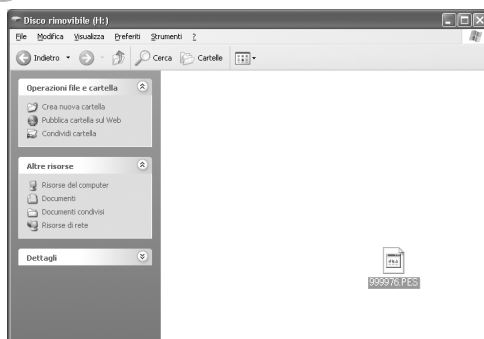 Disco rimovibile (H:)
File Modifica Visualizza Preferiti Strumenti ?
Indietro Cerca Cartelle
Operazioni file e cartella
Crea nuova cartella
Pubblica cartella sul Web
Condividi cartella
Altre risorse
Risorse del computer
Documenti
Documenti condivisi
Risorse di rete
Dettagli
999976.PES